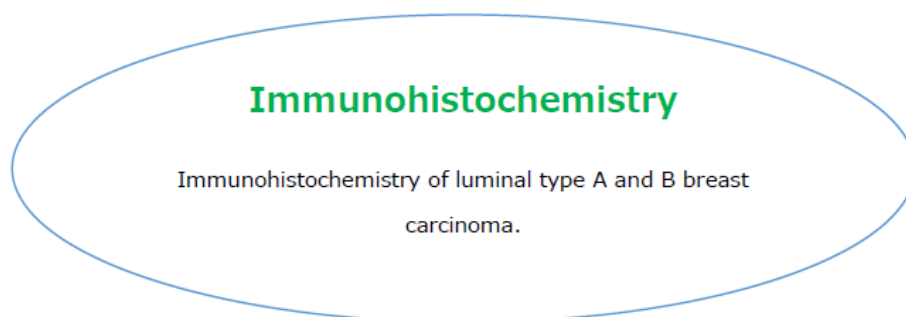 Immunohistochemistry
Immunohistochemistry of luminal type A and B breast
carcinoma.